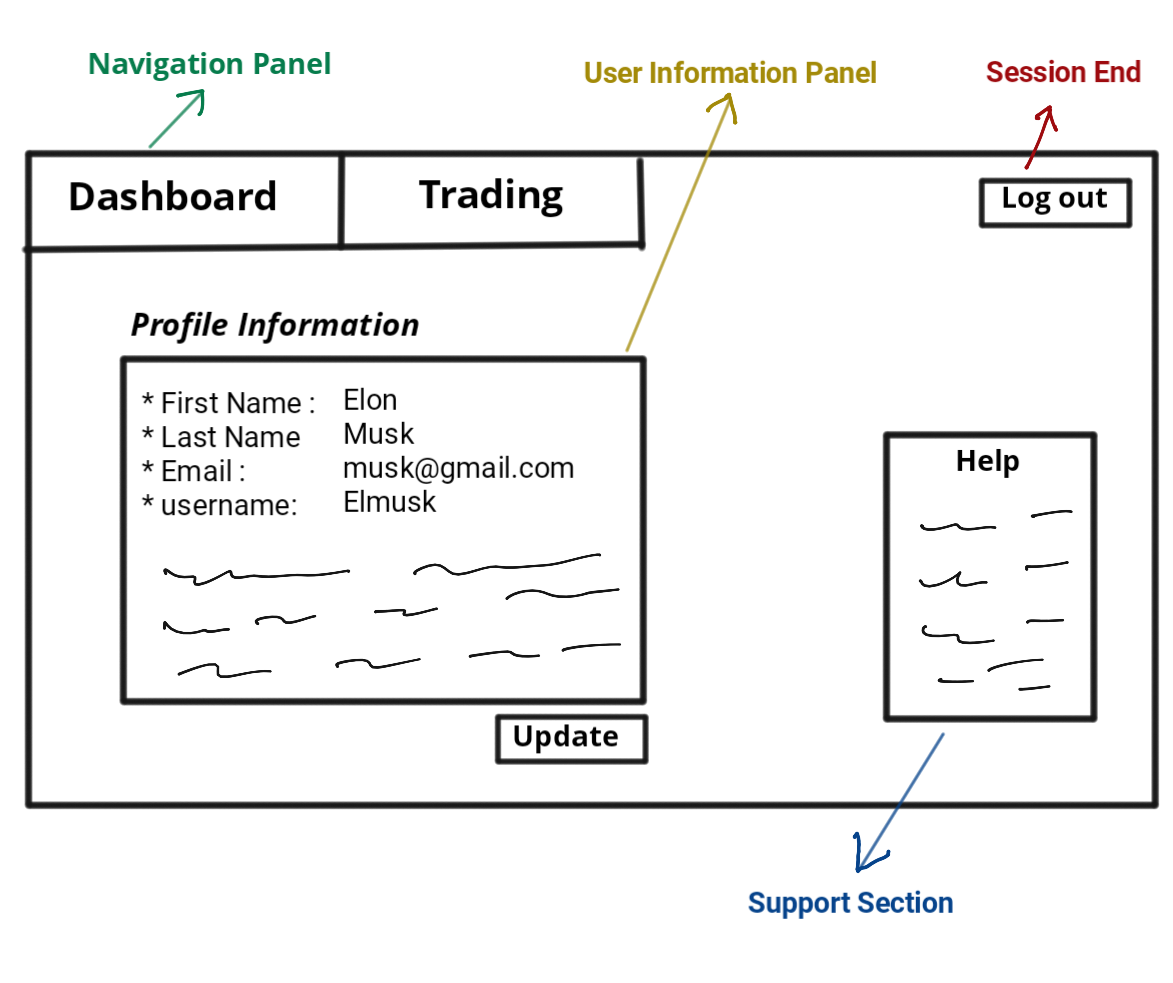 Navigation Panel
User Information Panel
Session End
Dashboard
Trading
Log out
Profile Information
* First Name : Elon
* Last Name Musk
* Email : musk@gmail.com
* username: Elmusk
Help
Update
Support Section